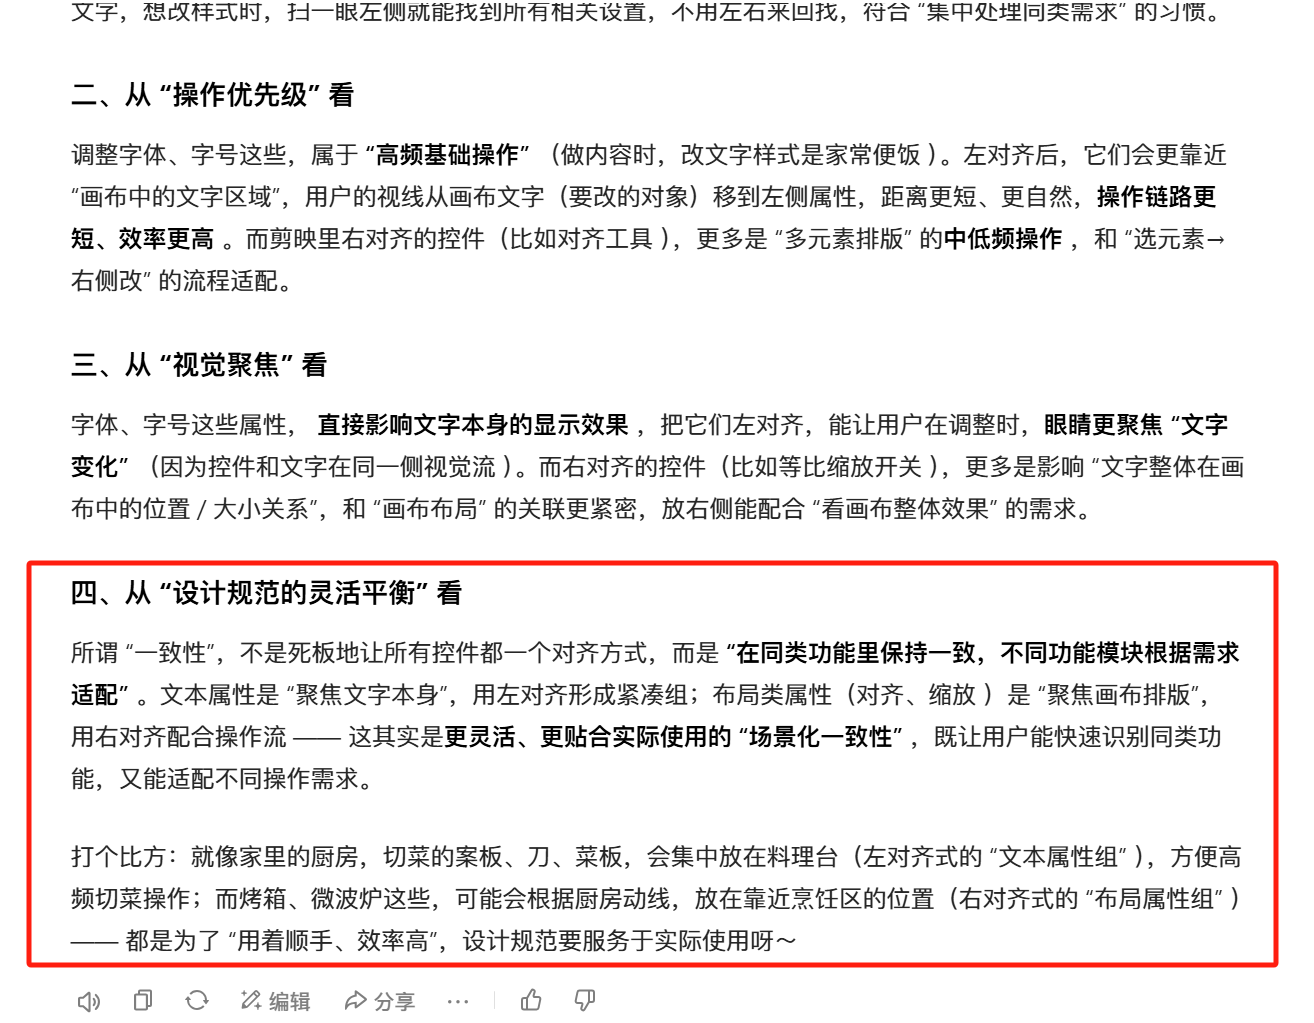 文字，想改样式时，扫一眼左侧就能找到所有相关设置，不用左右来回找，符合 “集中处理同类需求” 的习惯。
二、从 “操作优先级” 看
调整字体、字号这些，属于 “高频基础操作” （做内容时，改文字样式是家常便饭 ）。左对齐后，它们会更靠近
“画布中的文字区域”，用户的视线从画布文字（要改的对象）移到左侧属性，距离更短、更自然，操作链路更
短、效率更高 。而剪映里右对齐的控件（比如对齐工具 ），更多是 “多元素排版” 的中低频操作 ，和 “选元素→
右侧改” 的流程适配。
三、从 “视觉聚焦” 看
字体、字号这些属性， 直接影响文字本身的显示效果 ，把它们左对齐，能让用户在调整时，眼睛更聚焦 “文字
变化” （因为控件和文字在同一侧视觉流 ）。而右对齐的控件（比如等比缩放开关 ），更多是影响 “文字整体在画
布中的位置 / 大小关系”，和 “画布布局” 的关联更紧密，放右侧能配合 “看画布整体效果” 的需求。
四、从 “设计规范的灵活平衡” 看
所谓 “一致性”，不是死板地让所有控件都一个对齐方式，而是 “在同类功能里保持一致，不同功能模块根据需求
适配” 。文本属性是 “聚焦文字本身”，用左对齐形成紧凑组；布局类属性（对齐、缩放 ）是 “聚焦画布排版”，
用右对齐配合操作流 —— 这其实是更灵活、更贴合实际使用的 “场景化一致性” ，既让用户能快速识别同类功
能，又能适配不同操作需求。
打个比方：就像家里的厨房，切菜的案板、刀、菜板，会集中放在料理台（左对齐式的 “文本属性组” ），方便高
频切菜操作；而烤箱、微波炉这些，可能会根据厨房动线，放在靠近烹饪区的位置（右对齐式的 “布局属性组” ）
—— 都是为了 “用着顺手、效率高”，设计规范要服务于实际使用呀～
编辑 分享